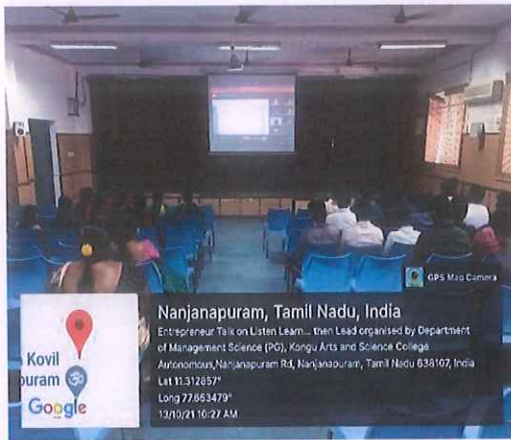 GPS Map Camera
Nanjanapuram, Tamil Nadu, India
Entrepreneur Talk on Listen Learn... then Lead organised by Department
of Management Science (PG), Kongu Arts and Science College
Autonomous,Nanjanapuram Rd, Nanjanapuram, Tamil Nadu 638107, India
Lat 11.312857°
Long 77.653479°
13/10/21 10:27 AM
Kovil
puram
Google